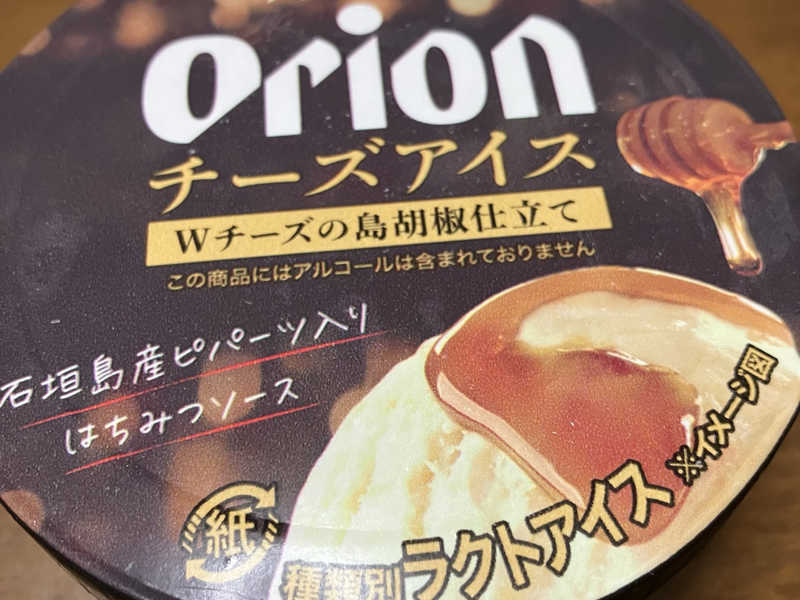 Orion
チーズアイス
Wチーズの島胡椒仕立て
この商品にはアルコールは含まれておりません
石垣島産ピパーツ入り
はちみつソース
※イメージ図
紙
種類別ラクトアイス